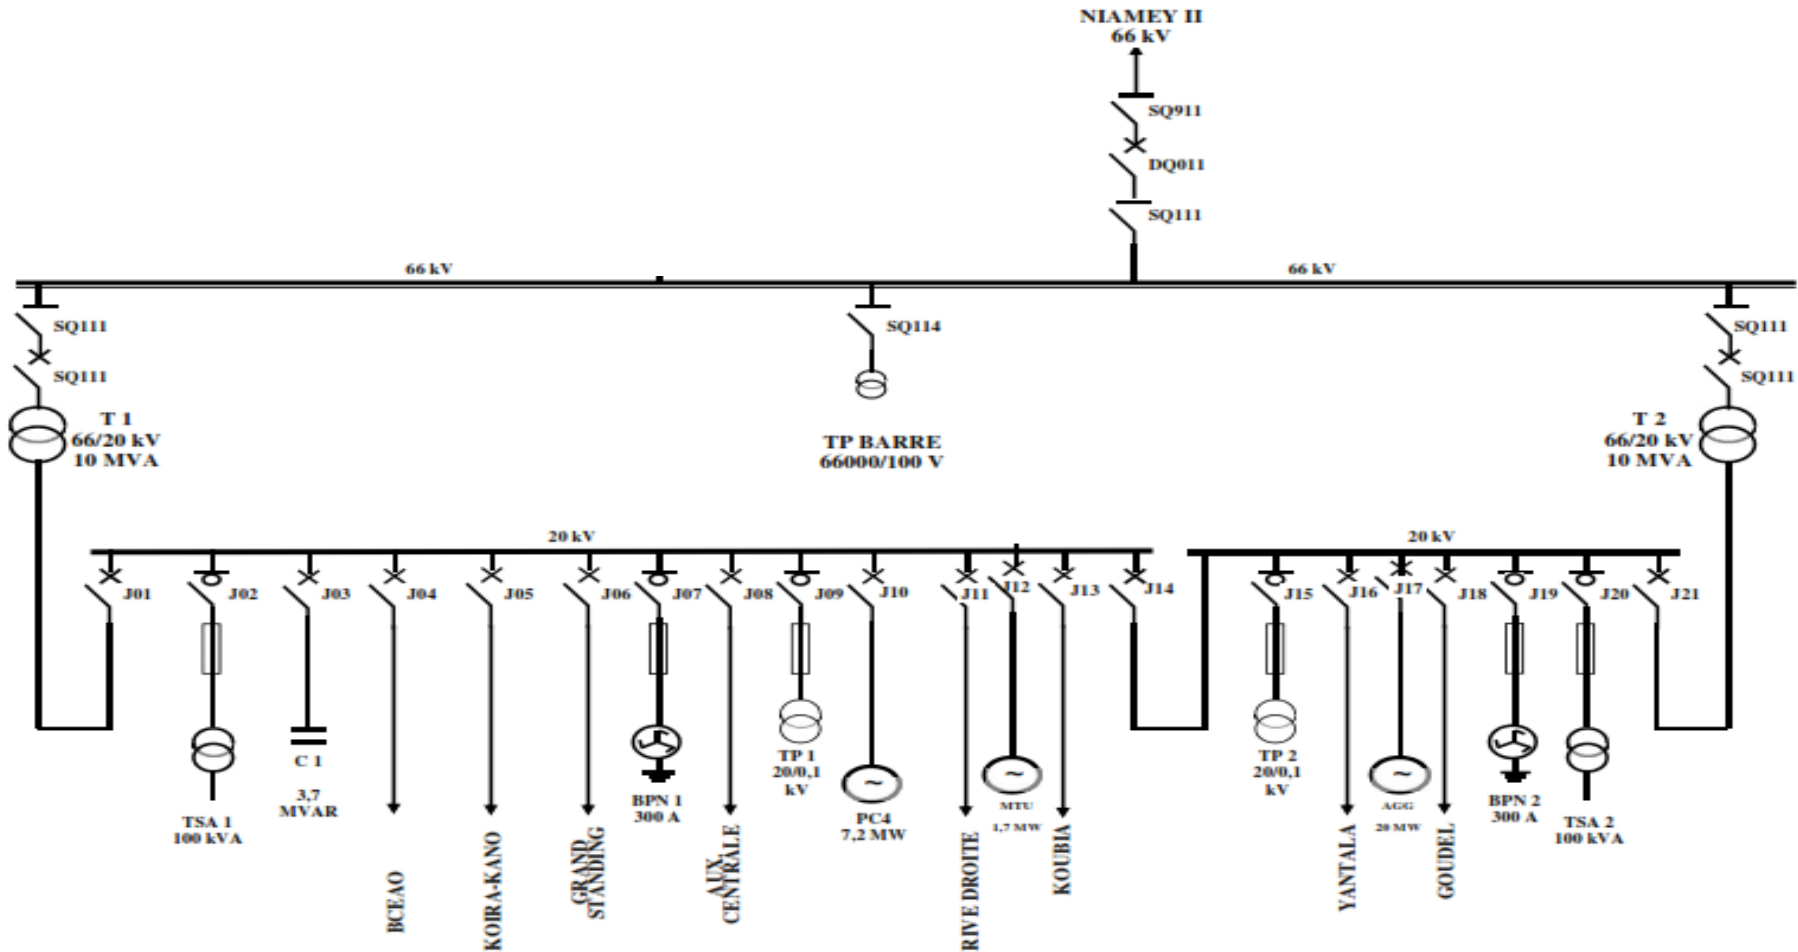 NIAMEY II
66 kV
SQ911
DQ011
SQ111
66 kV
66 kV
SQ111
SQ114
SQ111
SQ111
SQ111
T 1
66/20 kV
10 MVA
TP BARRE
66000/100 V
T 2
66/20 kV
10 MVA
20 kV
20 kV
J01
J02
J03
J04
J05
J06
J07
J08
J09
J10
J11
J12
J13
J14
J15
J16
J17
J18
J19
J20
J21
TSA 1
100 kVA
C 1
3,7
MVAR
BCEAO
KOIRA-KANO
GRAND
STANDING
BPN 1
300 A
AUX
CENTRALE
TP 1
20/0,1
kV
PC4
7,2 MW
RIVE DROITE
MTU
1,7 MW
KOUBIA
TP 2
20/0,1
kV
YANTALA
AGG
20 MW
GOUDEL
BPN 2
300 A
TSA 2
100 kVA